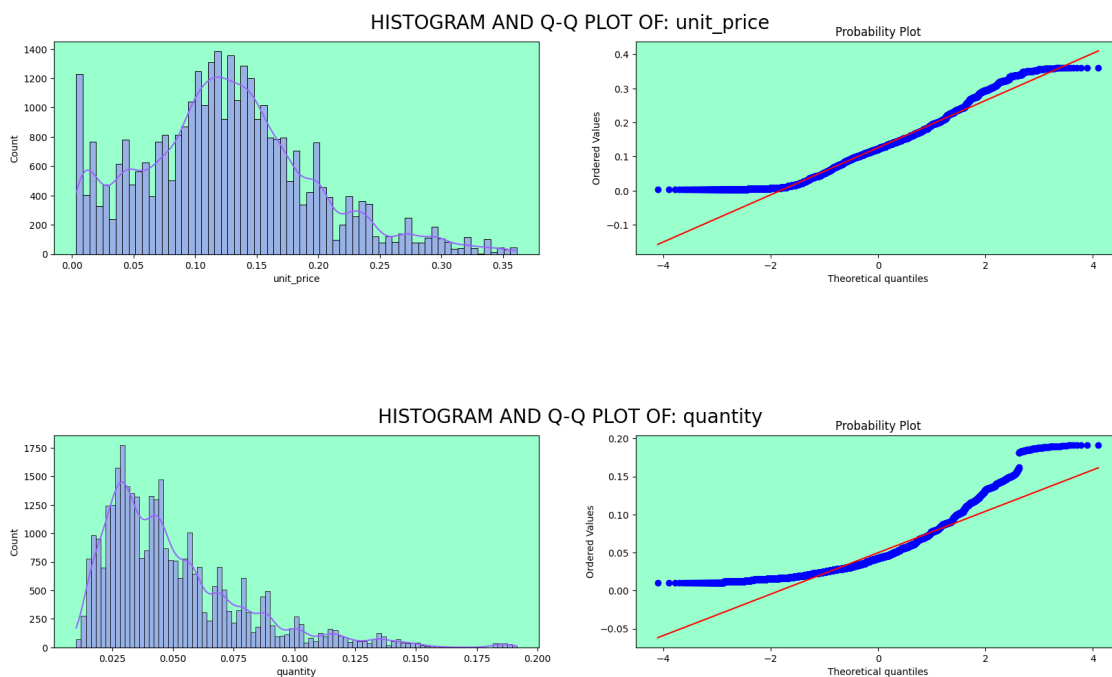 HISTOGRAM AND Q-Q PLOT OF: unit_price
Probability Plot
1400
1200
1000
800
600
400
200
0
Count
0.00 0.05 0.10 0.15 0.20 0.25 0.30 0.35
unit_price
0.4
0.3
0.2
0.1
0.0
−0.1
Ordered Values
−4 −2 0 2 4
Theoretical quantiles
HISTOGRAM AND Q-Q PLOT OF: quantity
Probability Plot
1750
1500
1250
1000
750
500
250
0
Count
0.025 0.050 0.075 0.100 0.125 0.150 0.175 0.200
quantity
0.20
0.15
0.10
0.05
0.00
−0.05
Ordered Values
−4 −2 0 2 4
Theoretical quantiles